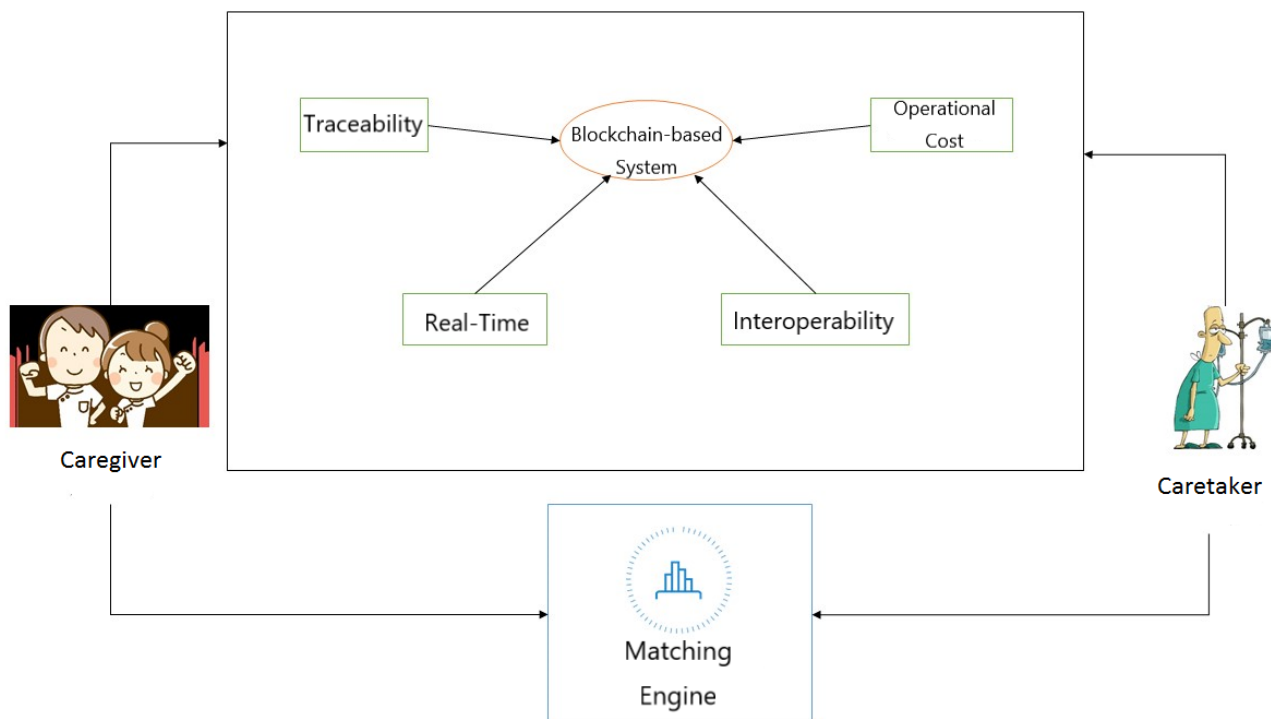 Traceability
Blockchain-based
System
Operational
Cost
Real-Time
Interoperability
Caregiver
Caretaker
Matching
Engine